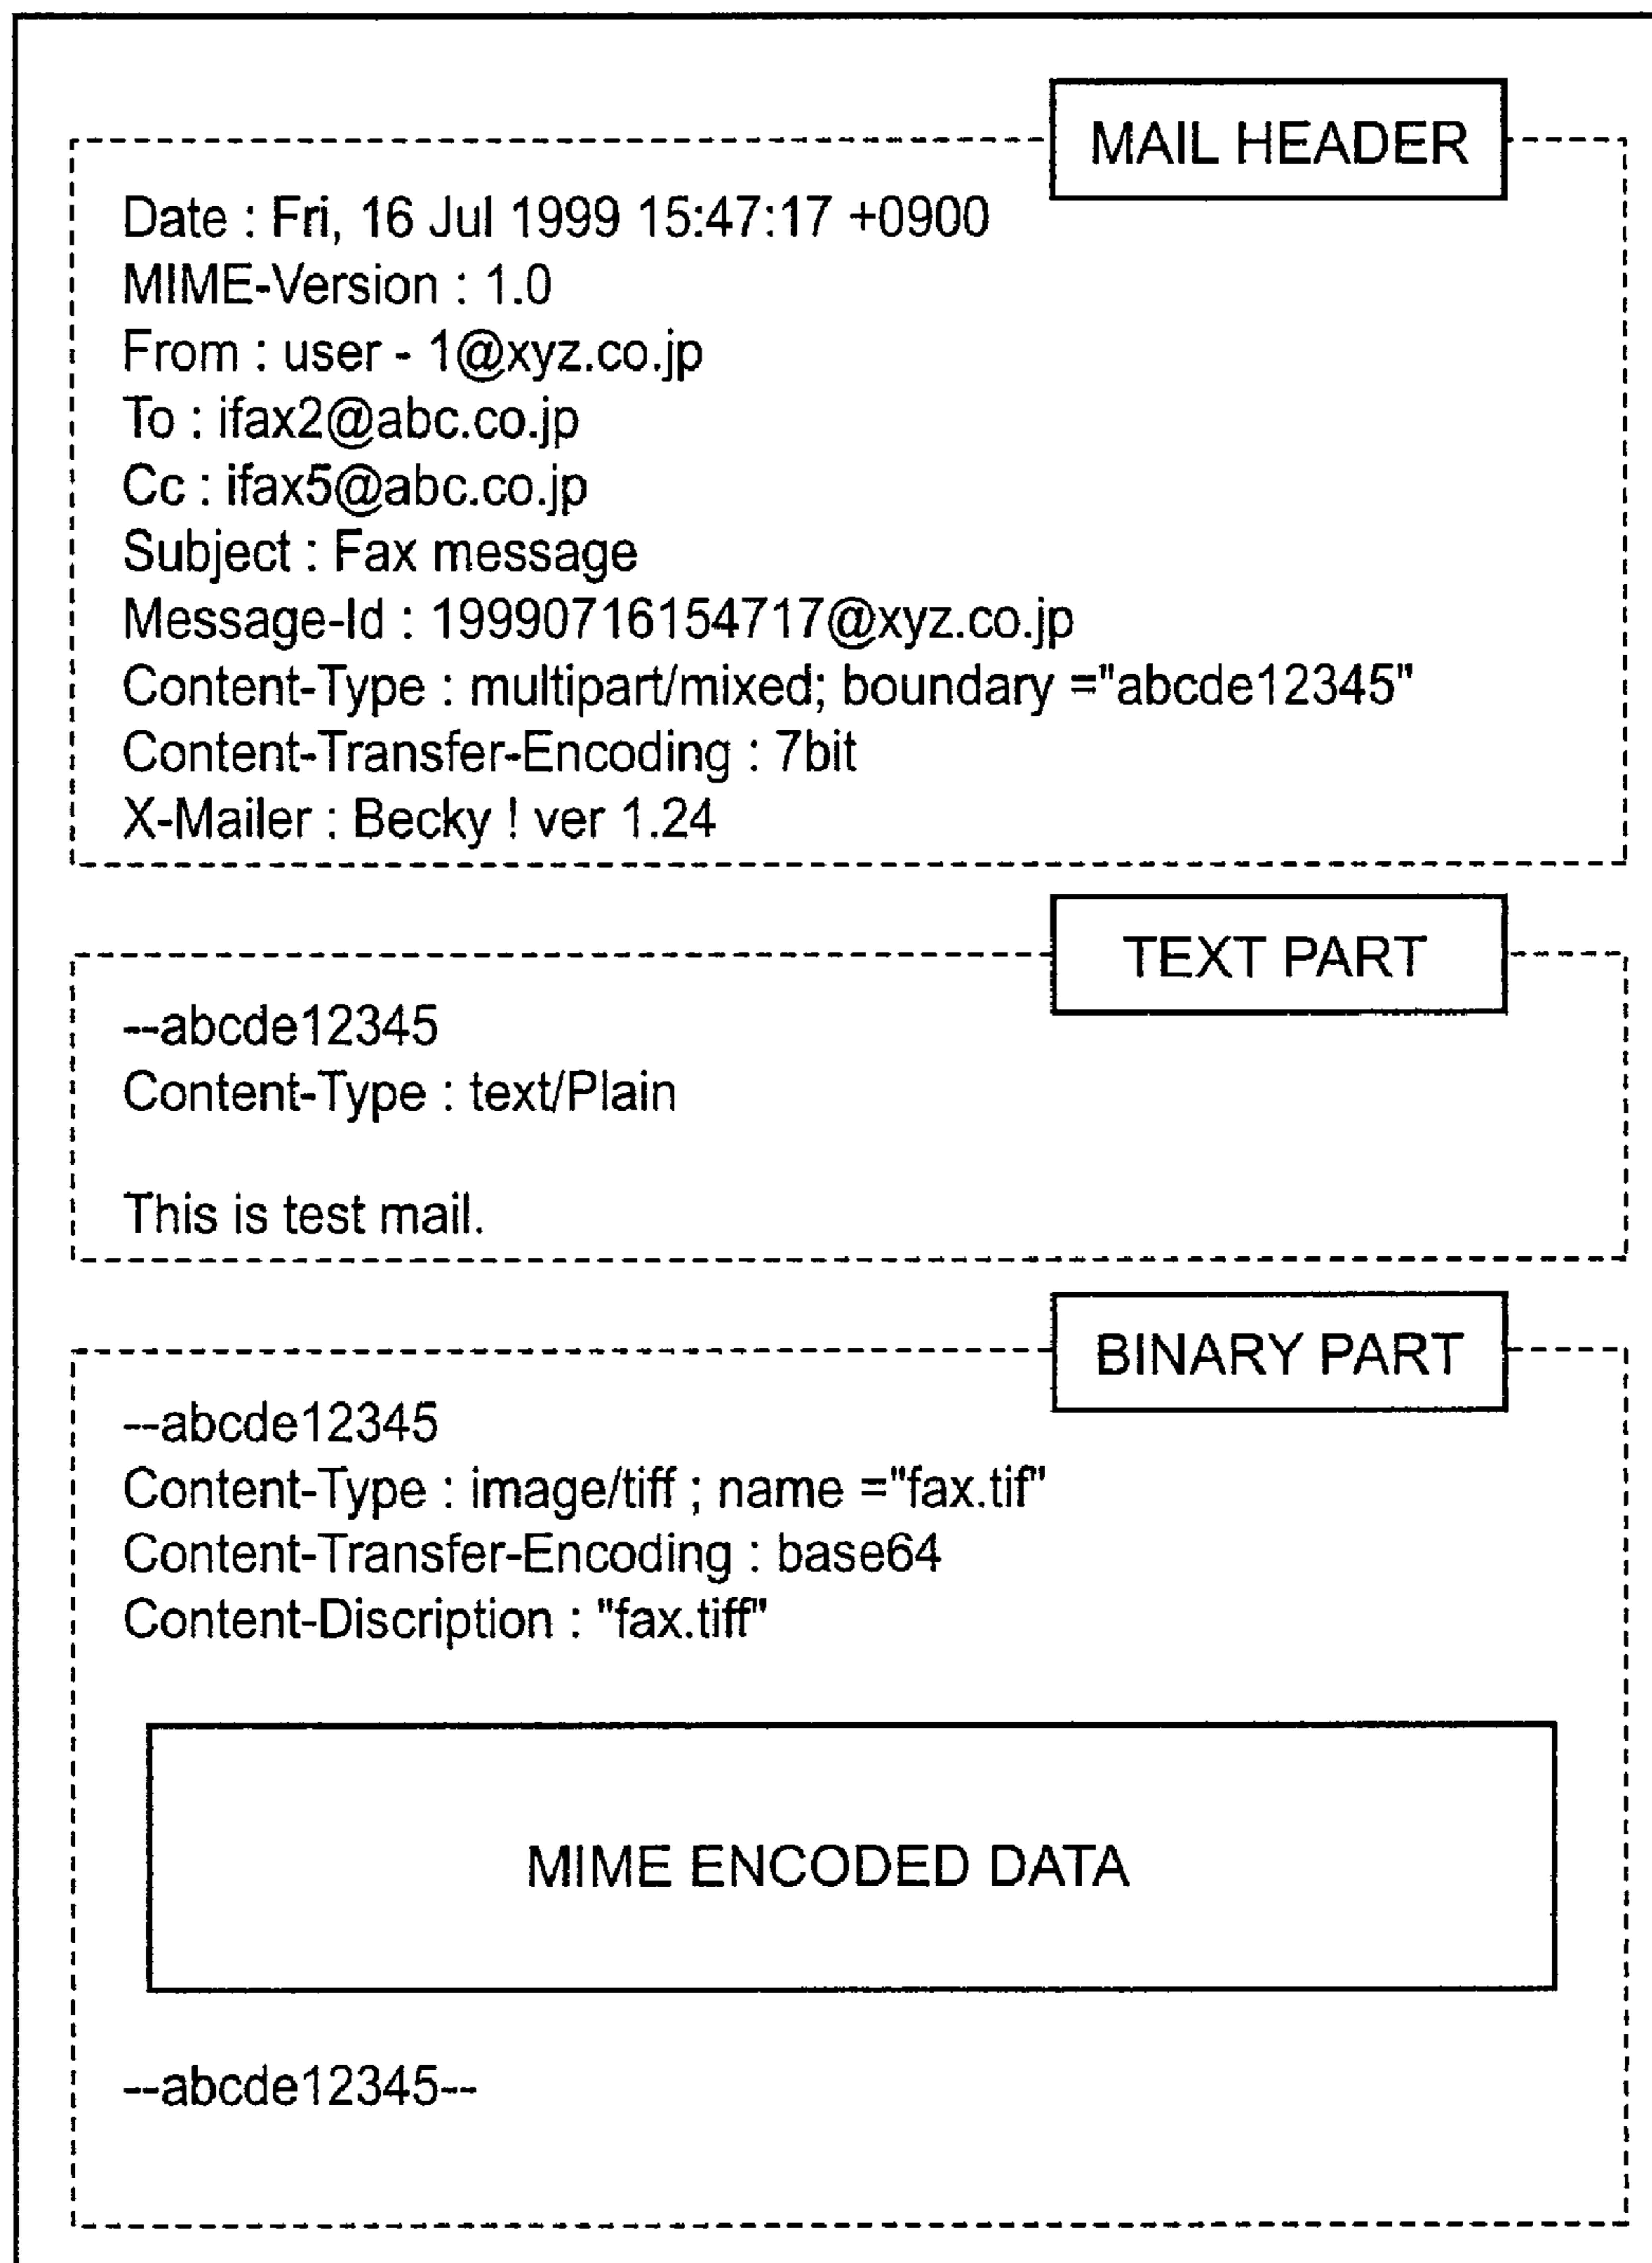 MAIL HEADER
Date : Fri, 16 Jul 1999 15:47:17 +0900
MIME-Version : 1.0
From : user - 1@xyz.co.jp
To : ifax2@abc.co.jp
Cc : ifax5@abc.co.jp
Subject : Fax message
Message-Id : 19990716154717@xyz.co.jp
Content-Type : multipart/mixed; boundary ="abcde12345"
Content-Transfer-Encoding : 7bit
X-Mailer : Becky ! ver 1.24
TEXT PART
--abcde12345
Content-Type : text/Plain
This is test mail.
BINARY PART
--abcde12345
Content-Type : image/tiff ; name ="fax.tif"
Content-Transfer-Encoding : base64
Content-Discription : "fax.tiff"
MIME ENCODED DATA
--abcde12345--